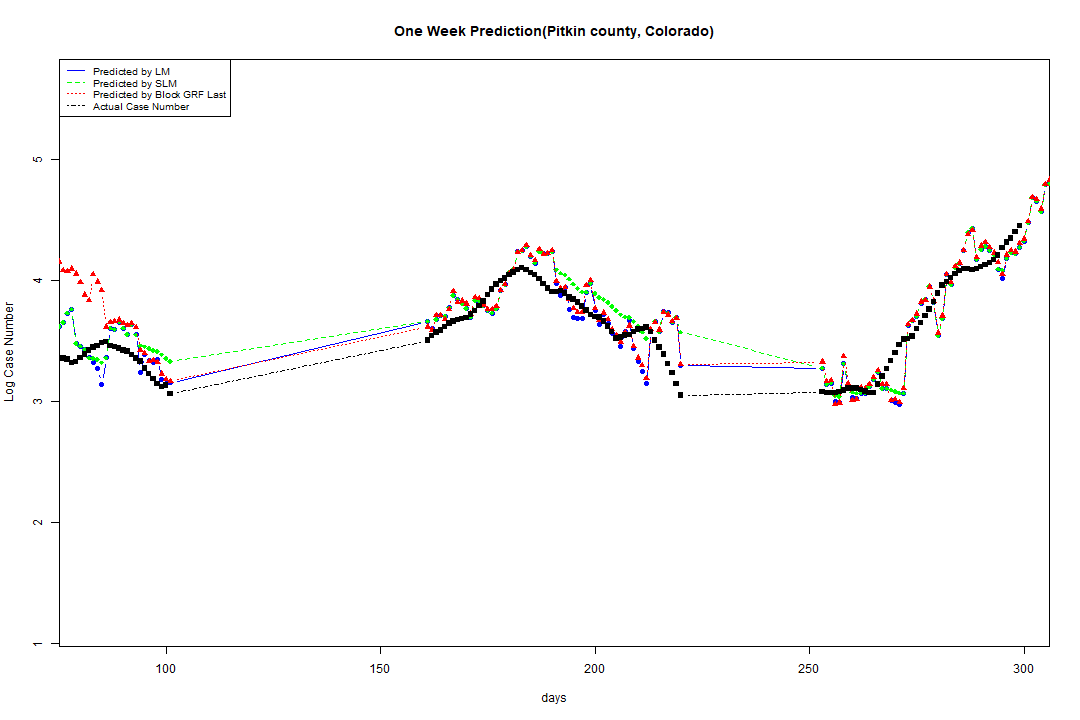 One Week Prediction(Pitkin county, Colorado)
Predicted by LM
Predicted by SLM
Predicted by Block GRF Last
Actual Case Number
5
4
3
2
1
Log Case Number
100 150 200 250 300
days